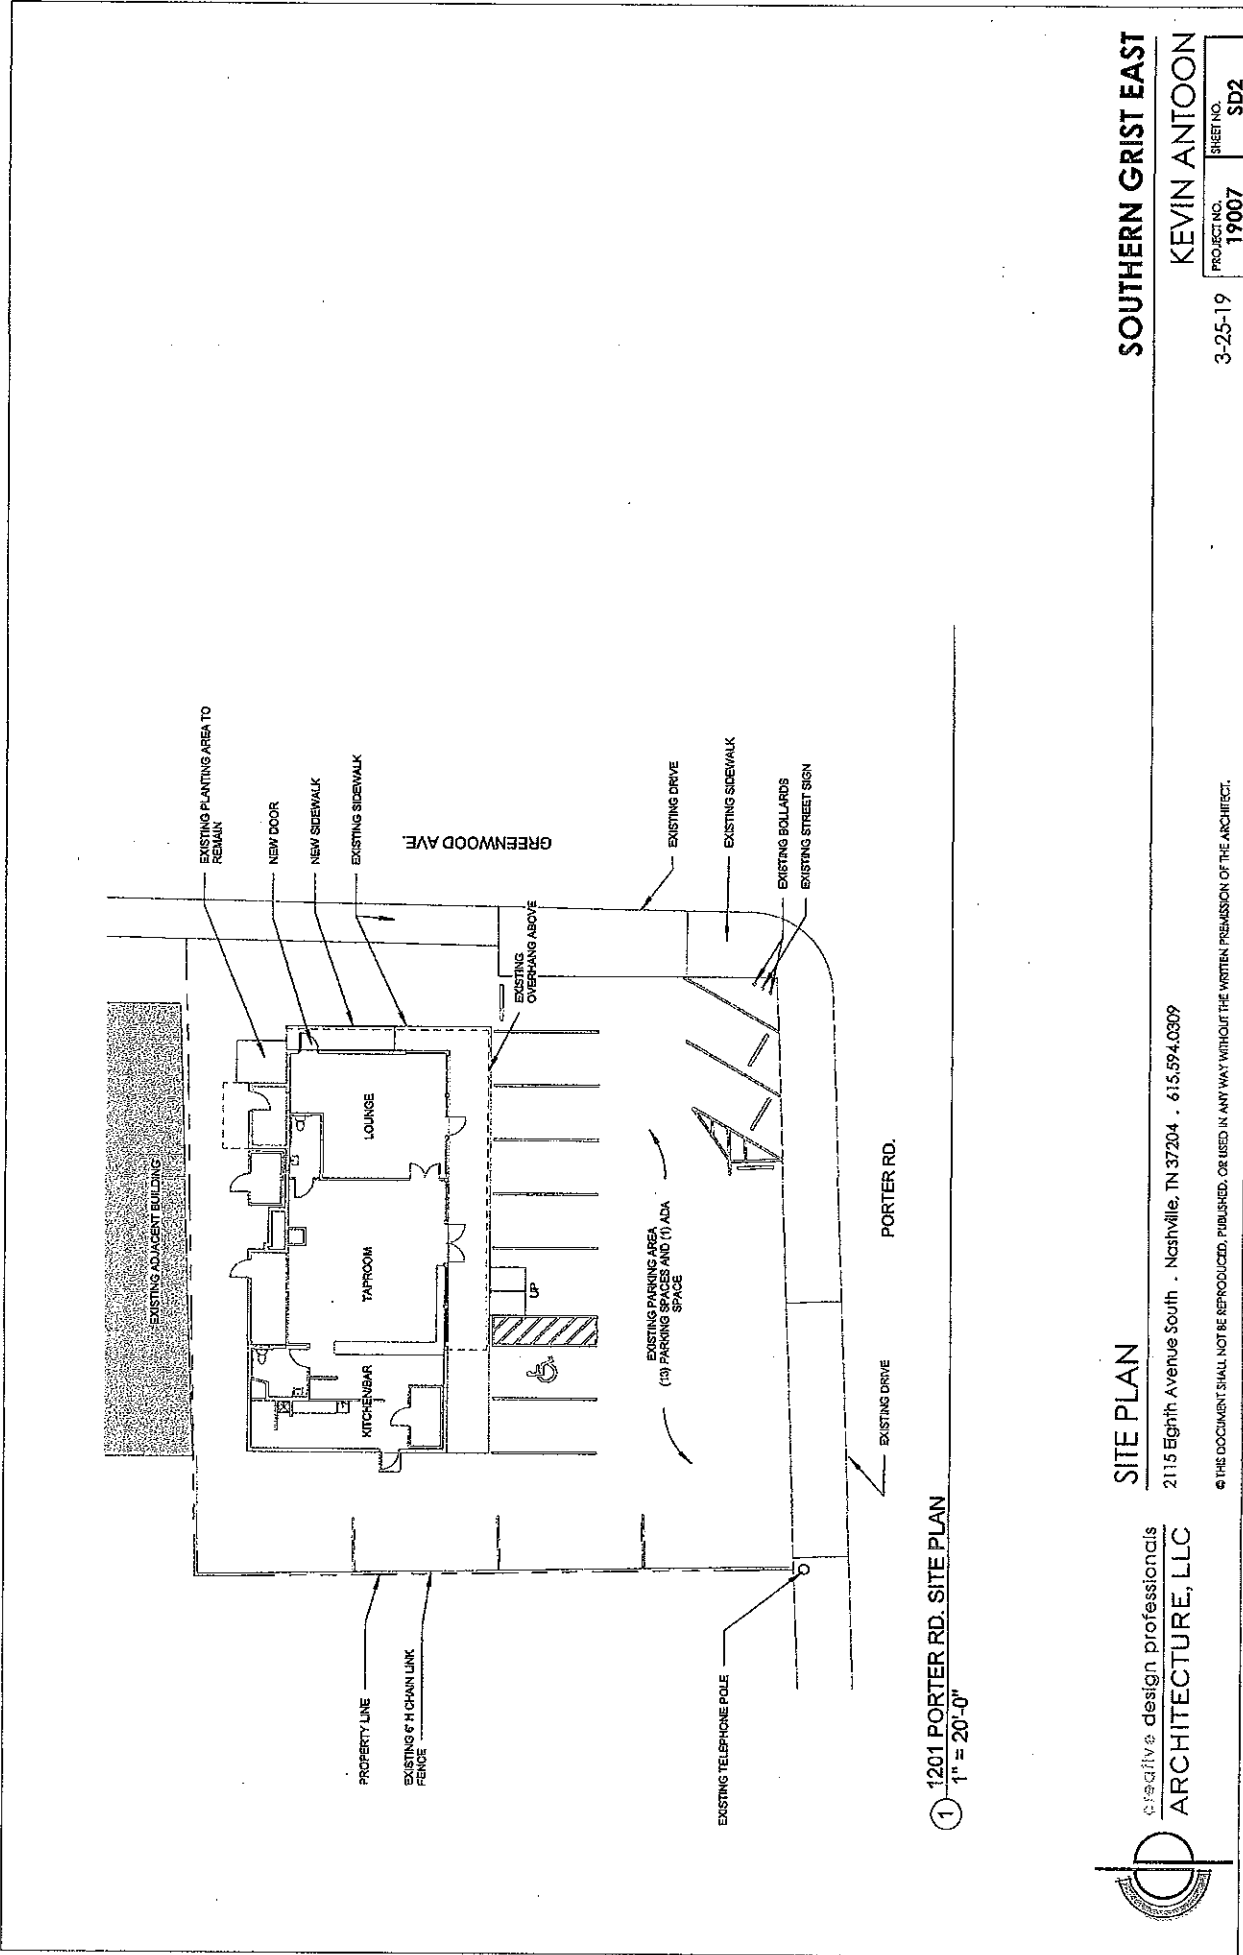 EXISTING PLANTING AREA TO
REMAIN
NEW DOOR
NEW SIDEWALK
EXISTING SIDEWALK
GREENWOOD AVE.
EXISTING ADJACENT BUILDING
LOUNGE
TAPROOM
KITCHEN/BAR
EXISTING
OVERHANG ABOVE
UP
PROPERTY LINE
EXISTING 6' H CHAIN LINK
FENCE
EXISTING PARKING AREA
(13) PARKING SPACES AND (1) ADA
SPACE
EXISTING DRIVE
EXISTING SIDEWALK
EXISTING BOLLARDS
EXISTING STREET SIGN
EXISTING TELEPHONE POLE
EXISTING DRIVE
PORTER RD.
1 1201 PORTER RD. SITE PLAN
1" = 20'-0"
creative design professionals
ARCHITECTURE, LLC
SITE PLAN
2115 Eighth Avenue South . Nashville, TN 37204 . 615.594.0309
© THIS DOCUMENT SHALL NOT BE REPRODUCED, PUBLISHED, OR USED IN ANY WAY WITHOUT THE WRITTEN PREMISSION OF THE ARCHITECT.
SOUTHERN GRIST EAST
KEVIN ANTOON
3-25-19
PROJECT NO.
19007
SHEET NO.
SD2